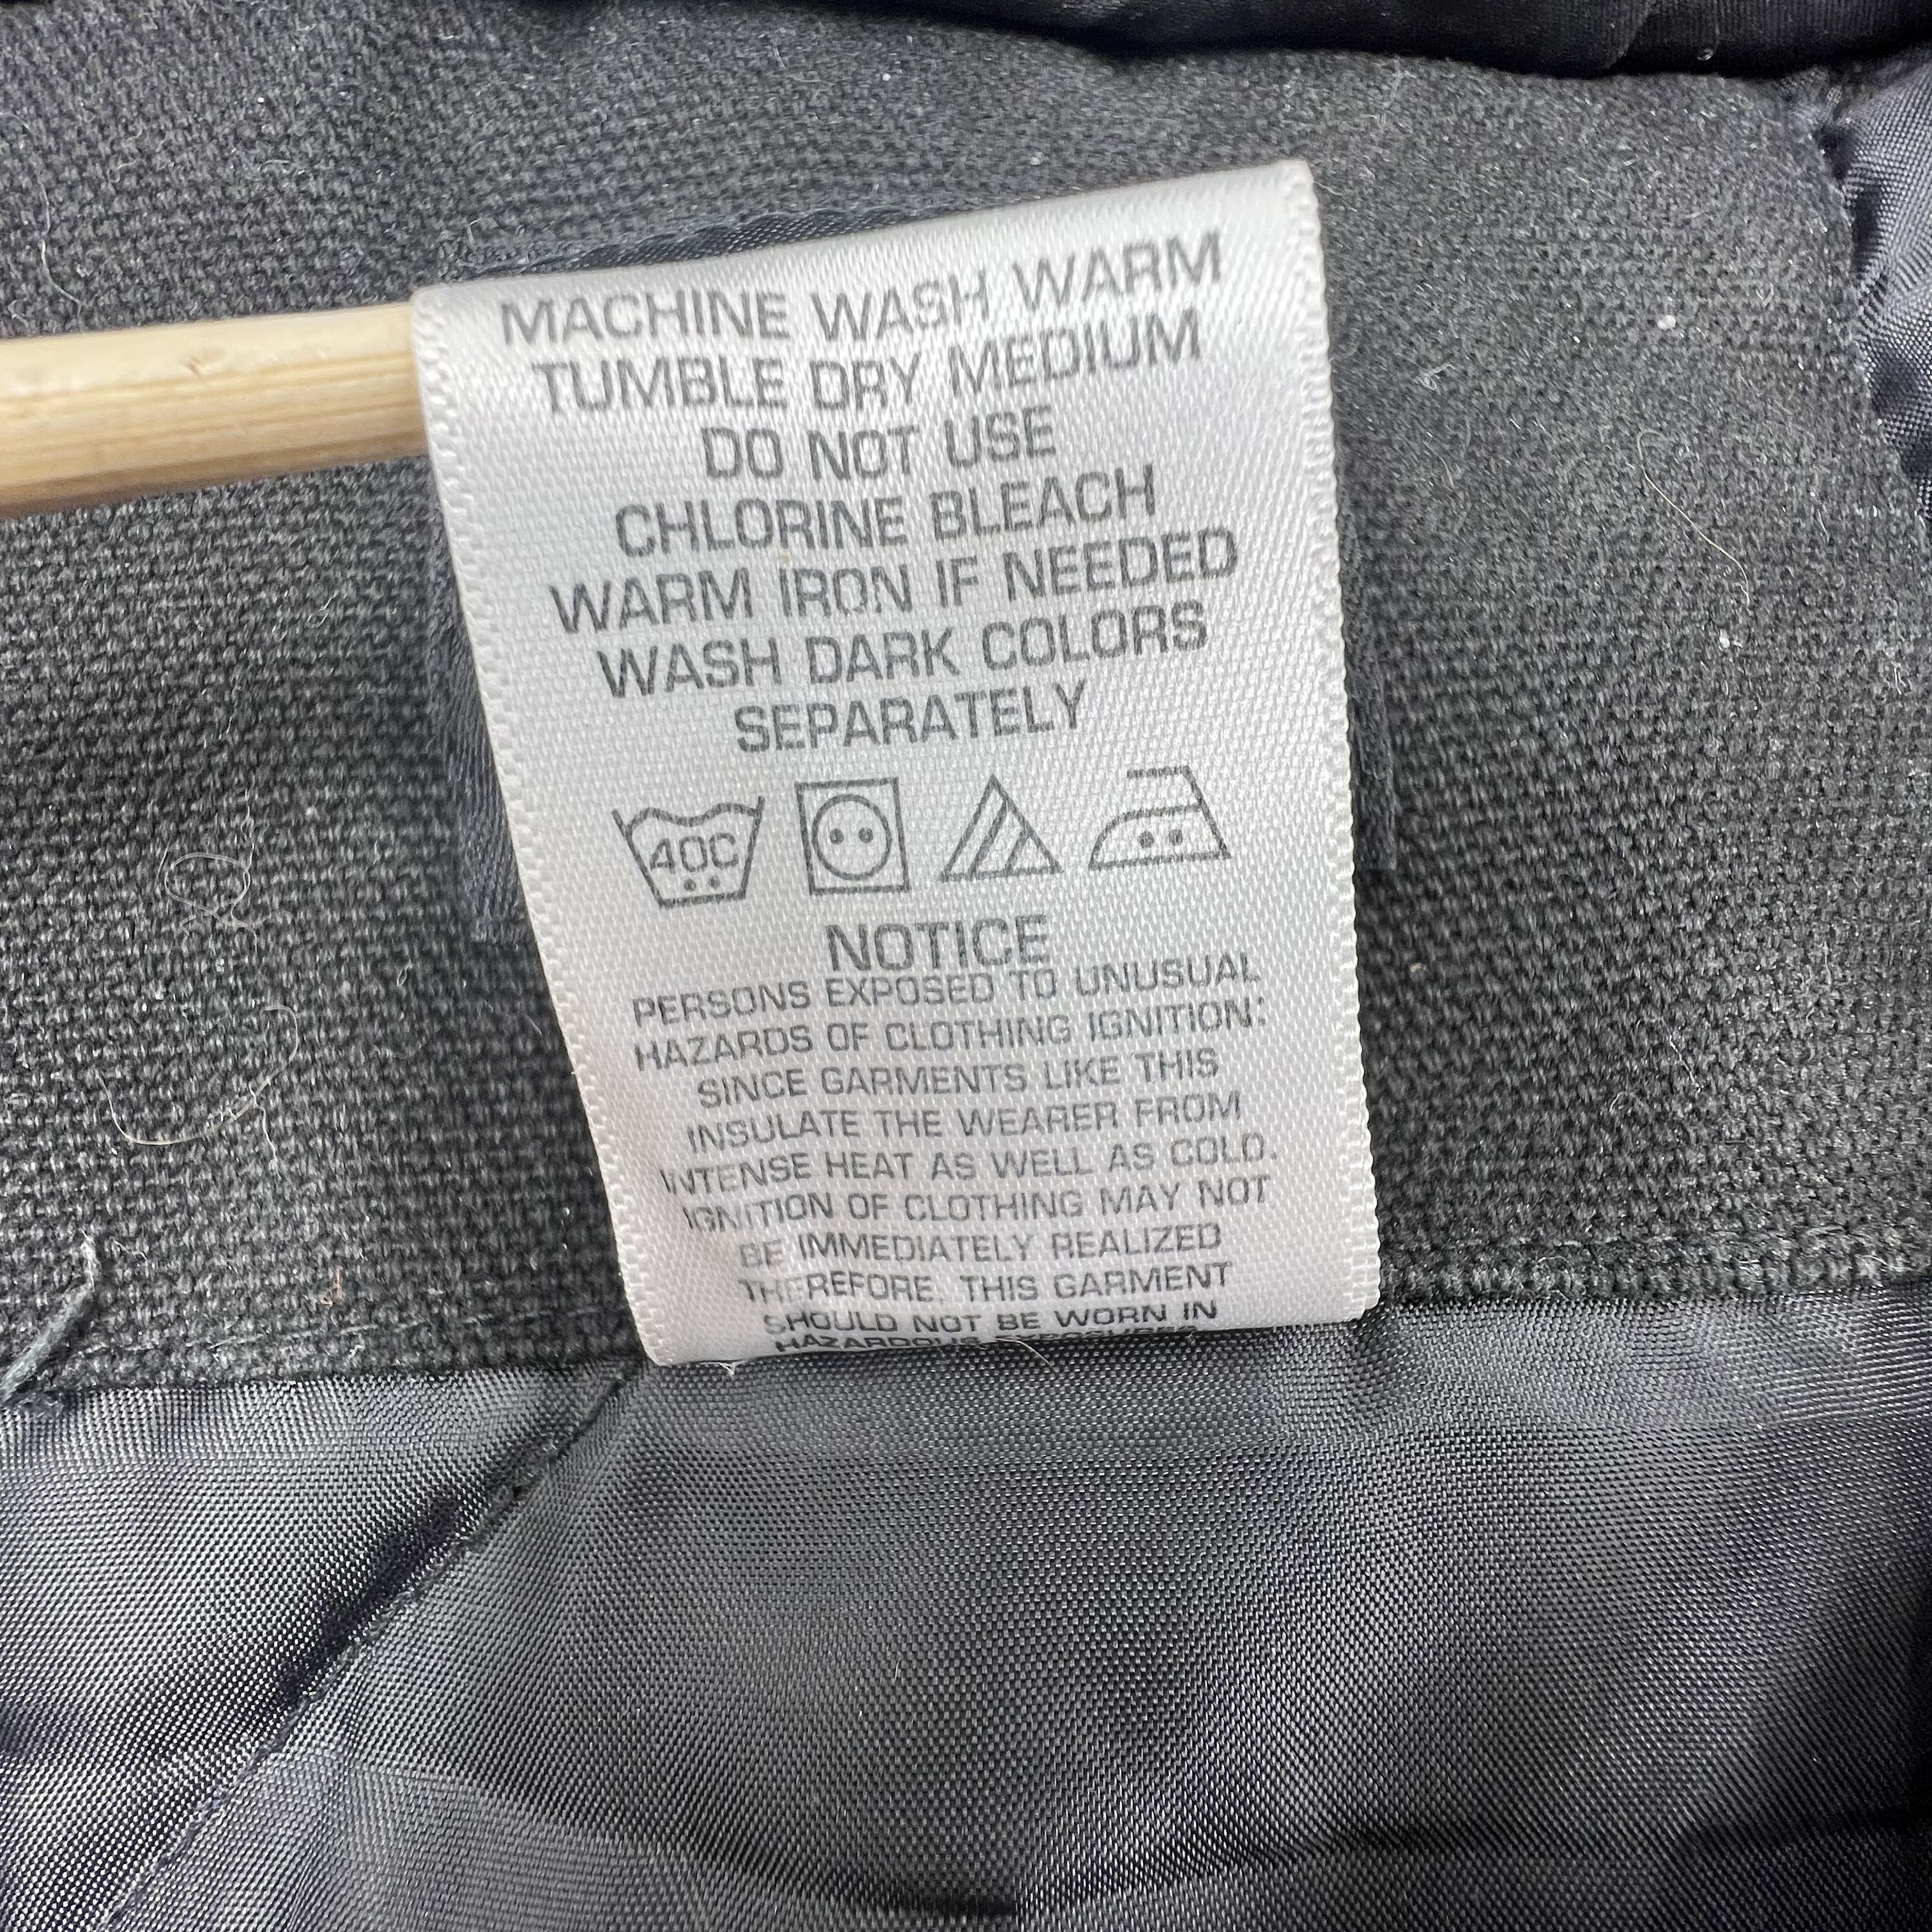 MACHINE WASH WARM
TUMBLE DRY MEDIUM
DO NOT USE
CHLORINE BLEACH
WARM IRON IF NEEDED
WASH DARK COLORS
SEPARATELY
40C
NOTICE
PERSONS EXPOSED TO UNUSUAL
HAZARDS OF CLOTHING IGNITION:
SINCE GARMENTS LIKE THIS
INSULATE THE WEARER FROM
INTENSE HEAT AS WELL AS COLD.
IGNITION OF CLOTHING MAY NOT
BE IMMEDIATELY REALIZED
THEREFORE, THIS GARMENT
SHOULD NOT BE WORN IN
HAZARDOUS EXPOSURES